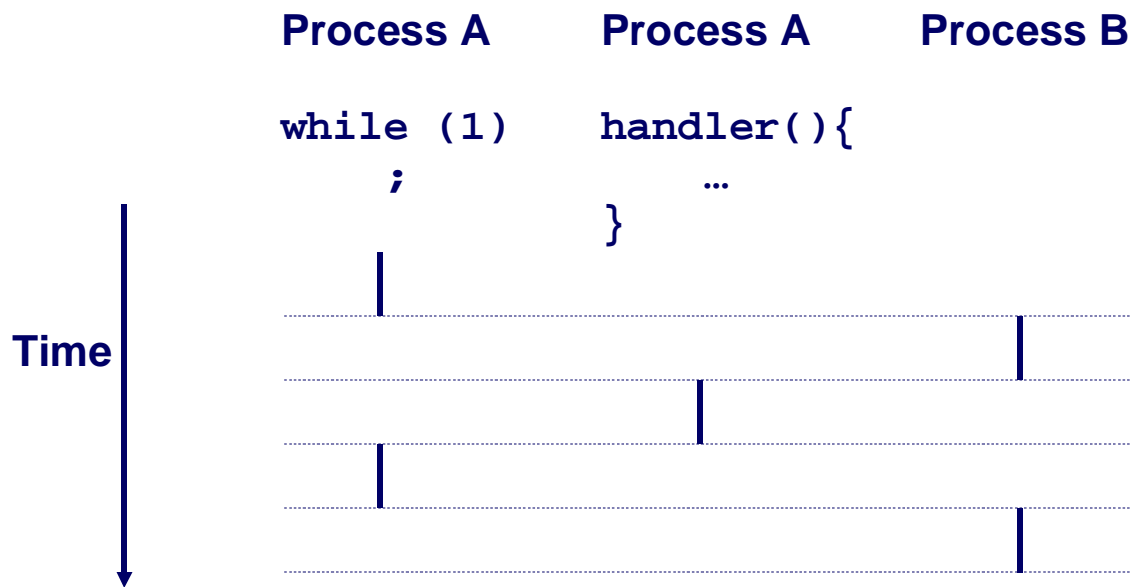 Process A Process A Process B
while (1) handler(){
; …
}
Time